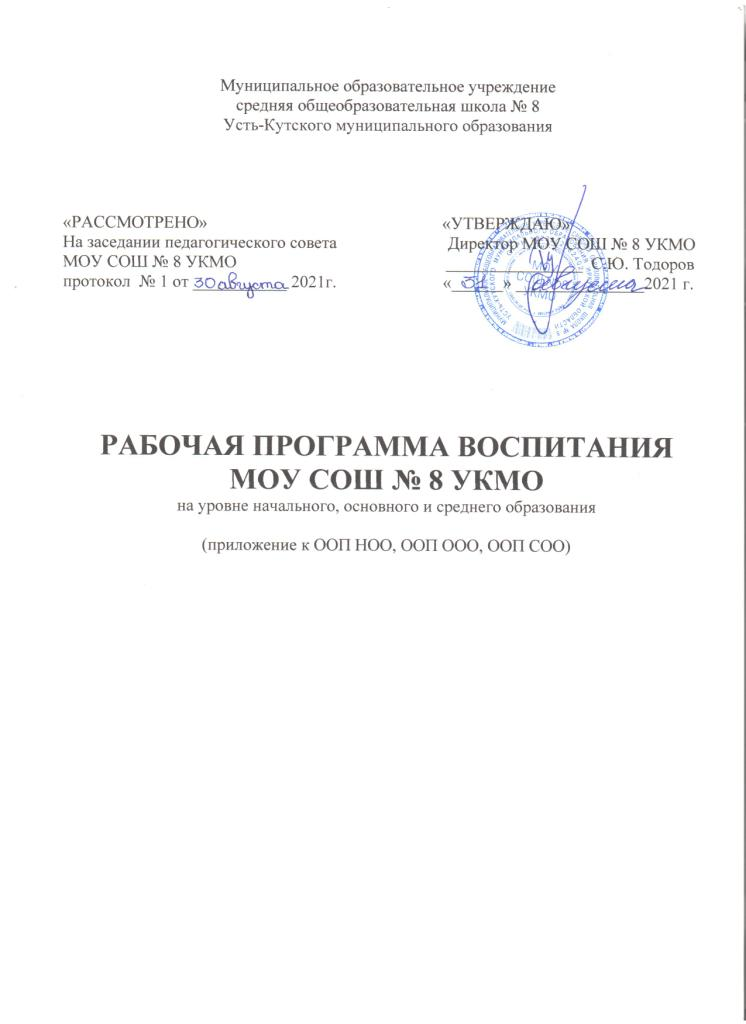 Муниципальное образовательное учреждение
средняя общеобразовательная школа № 8
Усть-Кутского муниципального образования
«РАССМОТРЕНО»
На заседании педагогического совета
МОУ СОШ № 8 УКМО
протокол № 1 от 30 августа 2021г.
«УТВЕРЖДАЮ»
Директор МОУ СОШ № 8 УКМО
С.Ю. Тодоров
« 31 » августа 2021 г.
РАБОЧАЯ ПРОГРАММА ВОСПИТАНИЯ
МОУ СОШ № 8 УКМО
на уровне начального, основного и среднего образования
(приложение к ООП НОО, ООП ООО, ООП СОО)